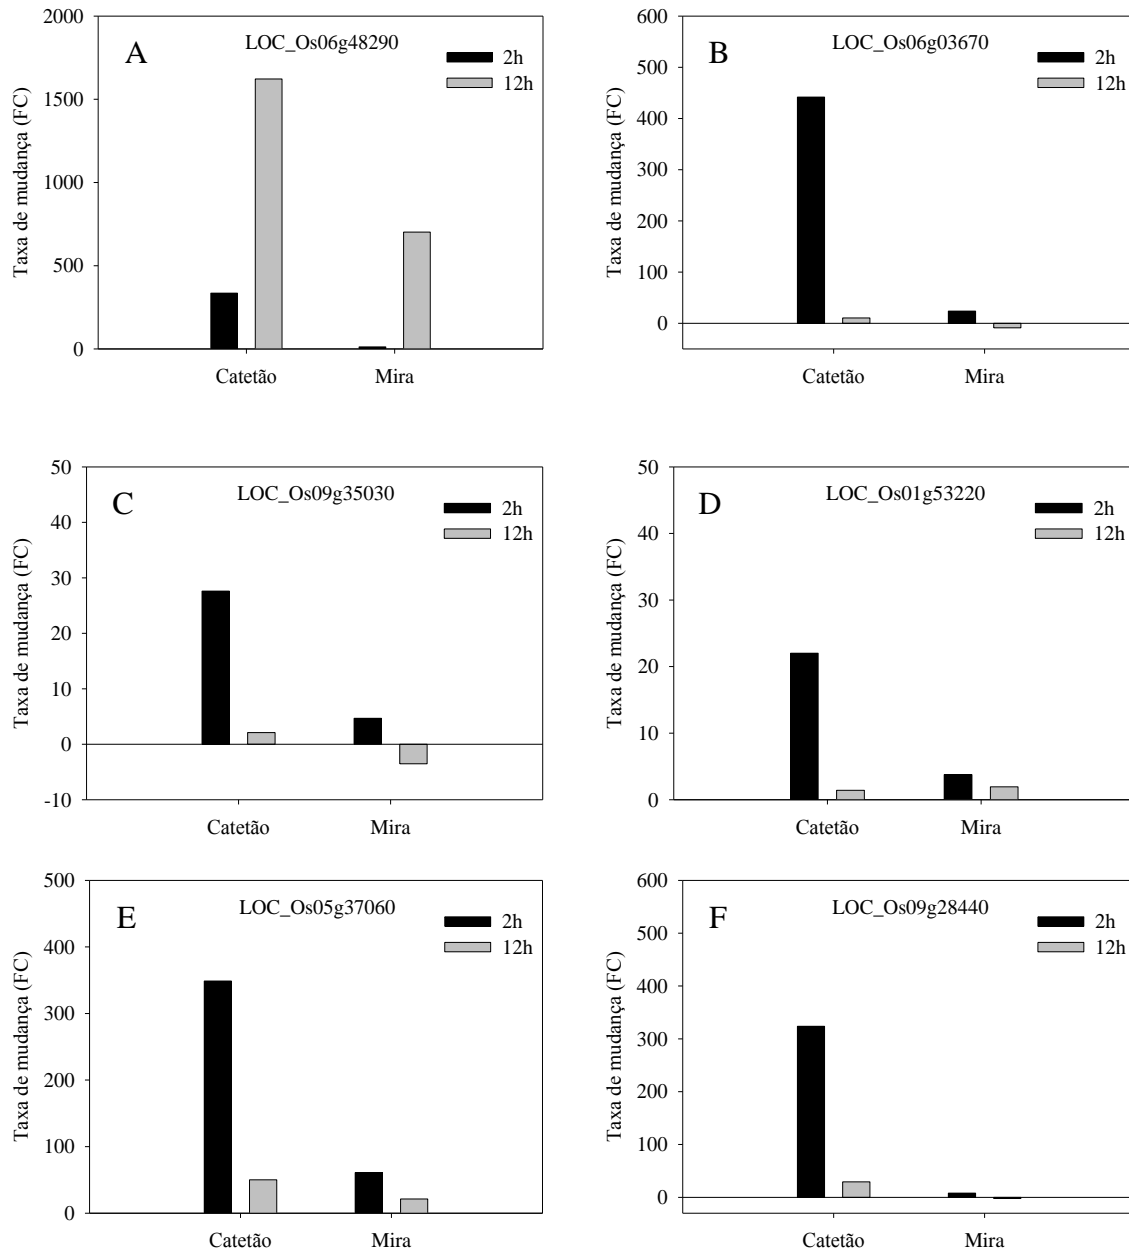 A
LOC_Os06g48290
2h
12h
Taxa de mudança (FC)
2000
1500
1000
500
0
Catetão
Mira
B
LOC_Os06g03670
2h
12h
Taxa de mudança (FC)
600
500
400
300
200
100
0
Catetão
Mira
C
LOC_Os09g35030
2h
12h
Taxa de mudança (FC)
50
40
30
20
10
0
-10
Catetão
Mira
D
LOC_Os01g53220
2h
12h
Taxa de mudança (FC)
50
40
30
20
10
0
Catetão
Mira
E
LOC_Os05g37060
2h
12h
Taxa de mudança (FC)
500
400
300
200
100
0
Catetão
Mira
F
LOC_Os09g28440
2h
12h
Taxa de mudança (FC)
600
500
400
300
200
100
0
Catetão
Mira